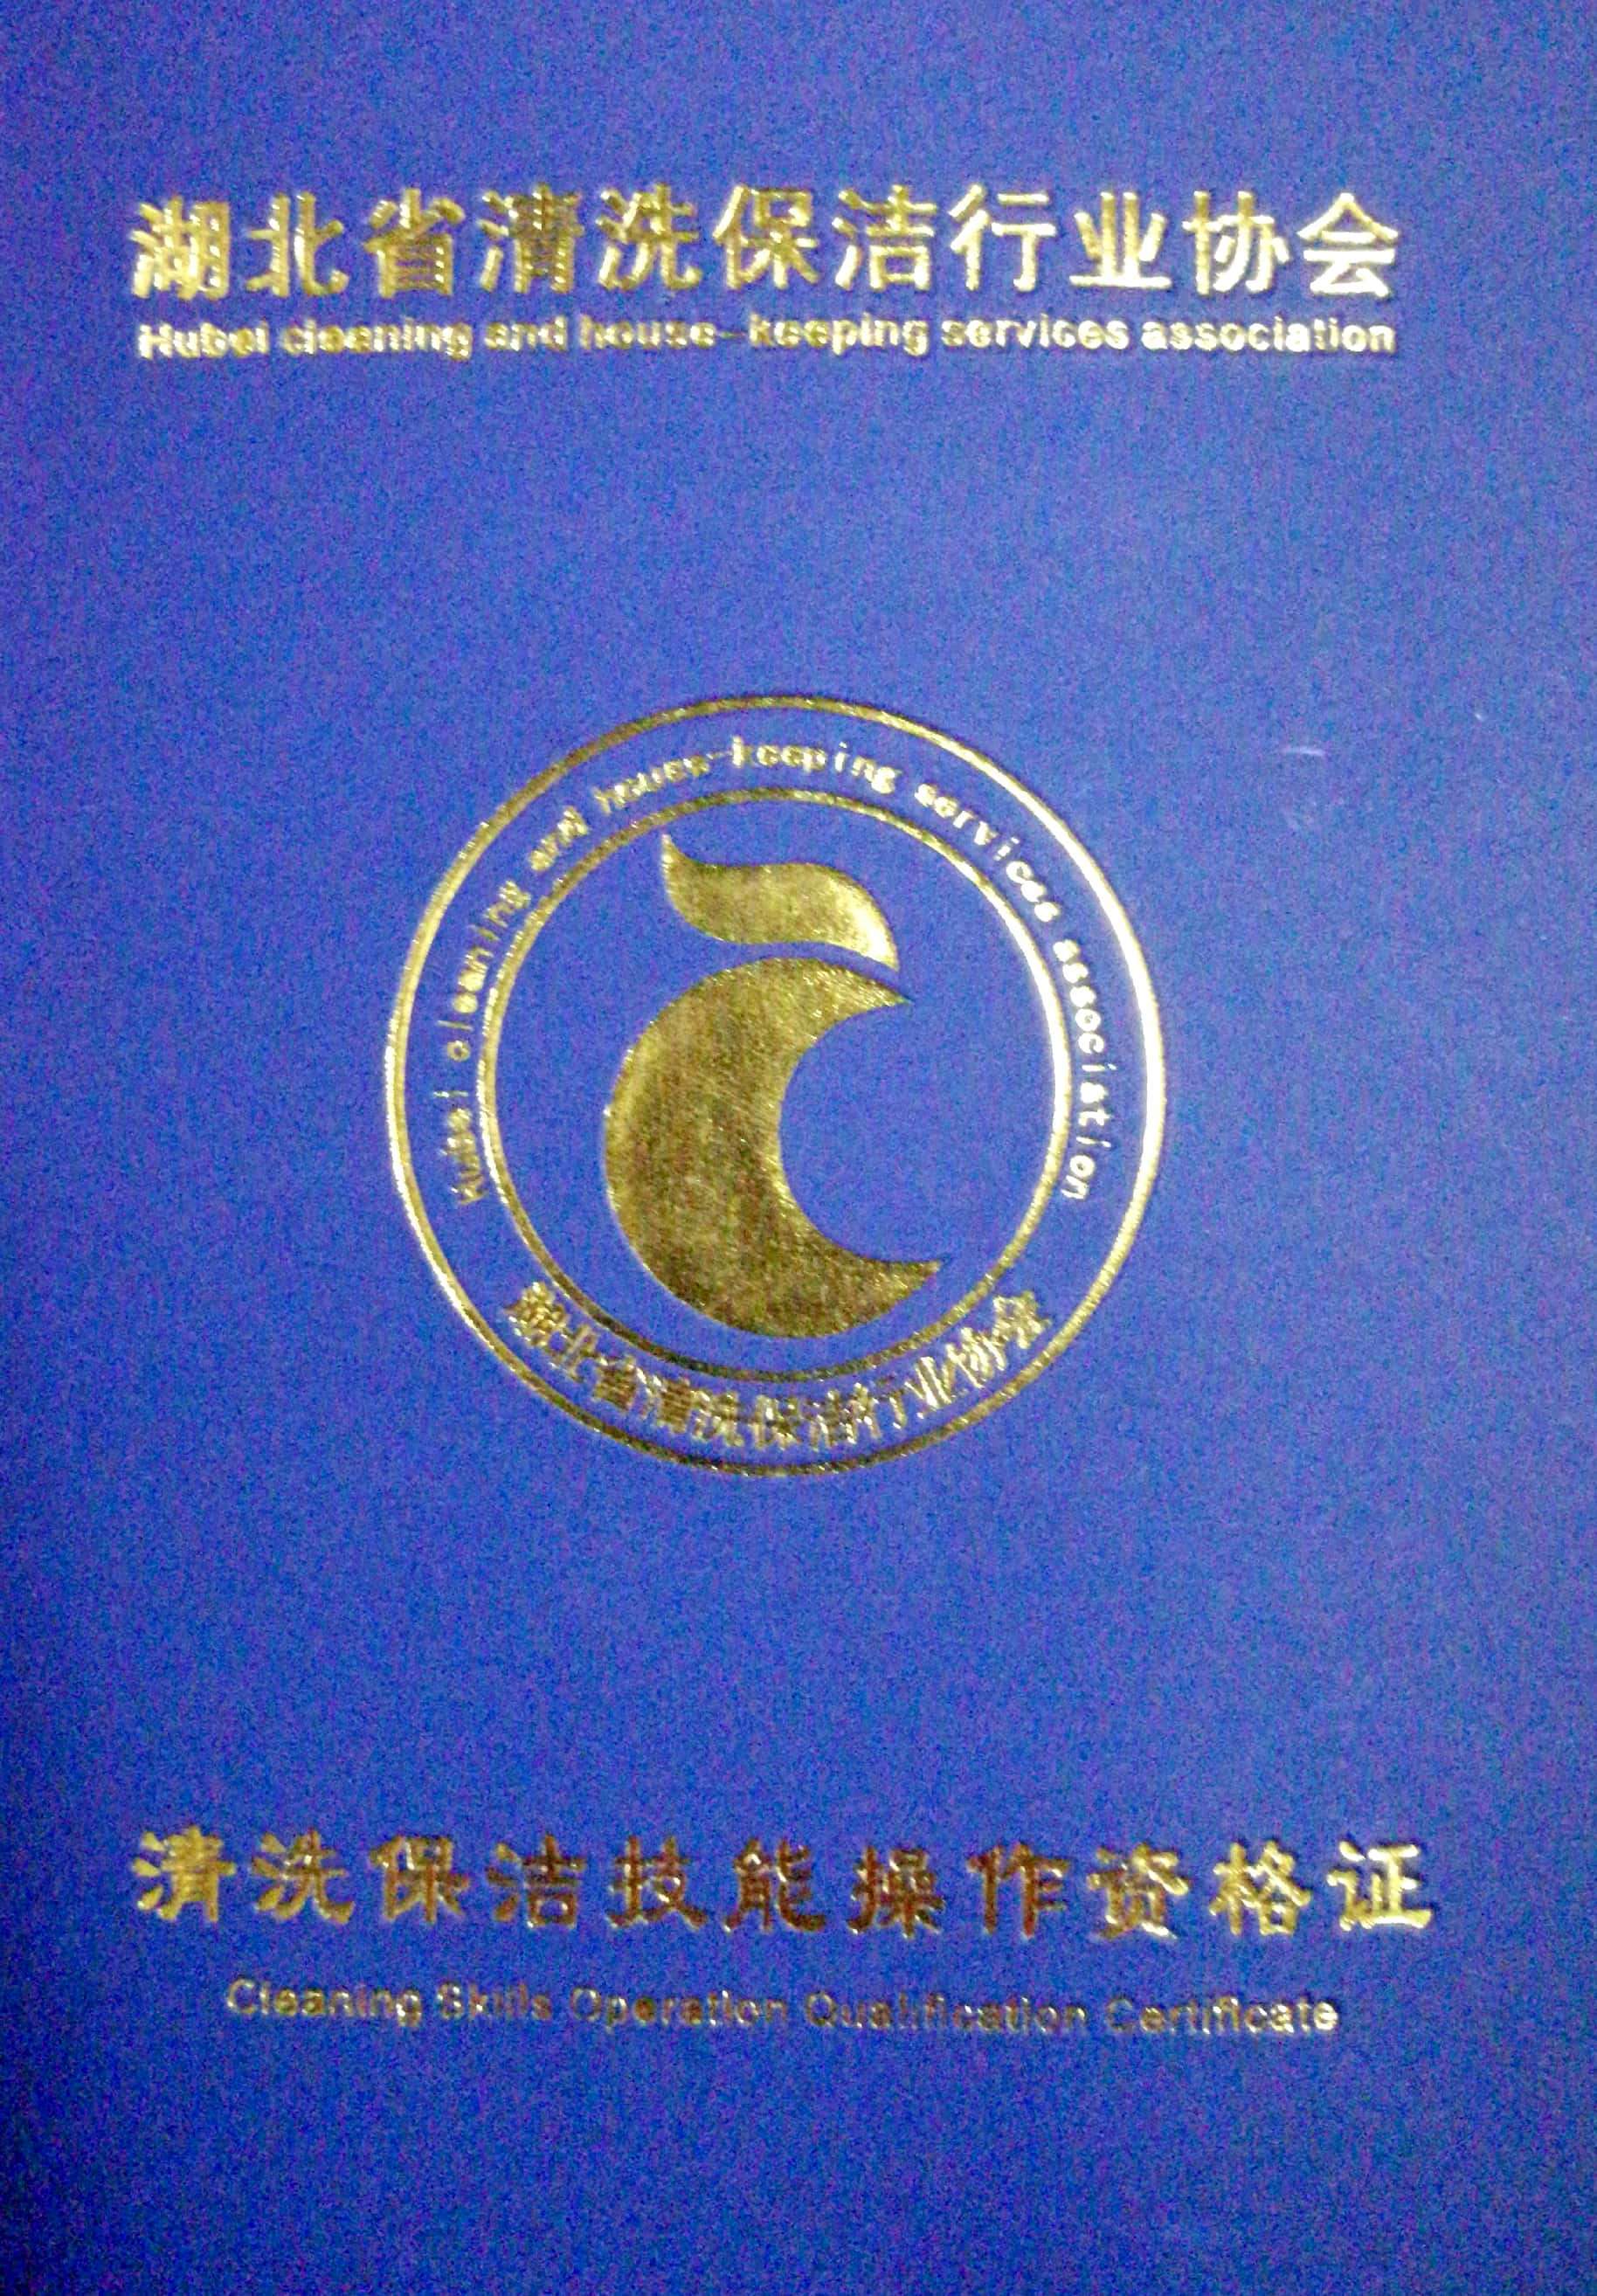 湖北省清洗保洁行业协会
Hubei cleaning and house-keeping services association
Hubei cleaning and house-keeping services association
湖北省清洗保洁行业协会
清洗保洁技能操作资格证
Cleaning Skills Operation Qualification Certificate